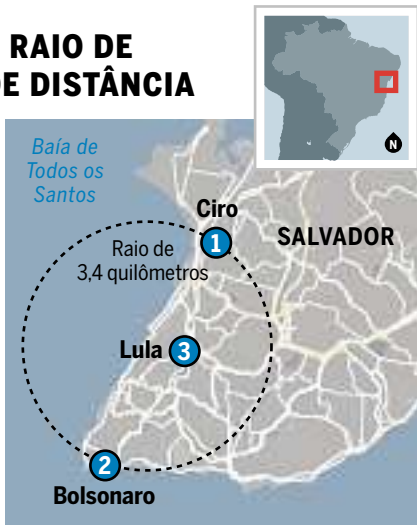 RAIO DE
DE DISTÂNCIA
N
Baía de
Todos os
Santos
Ciro
1
SALVADOR
Raio de
3,4 quilômetros
Lula 3
2
Bolsonaro